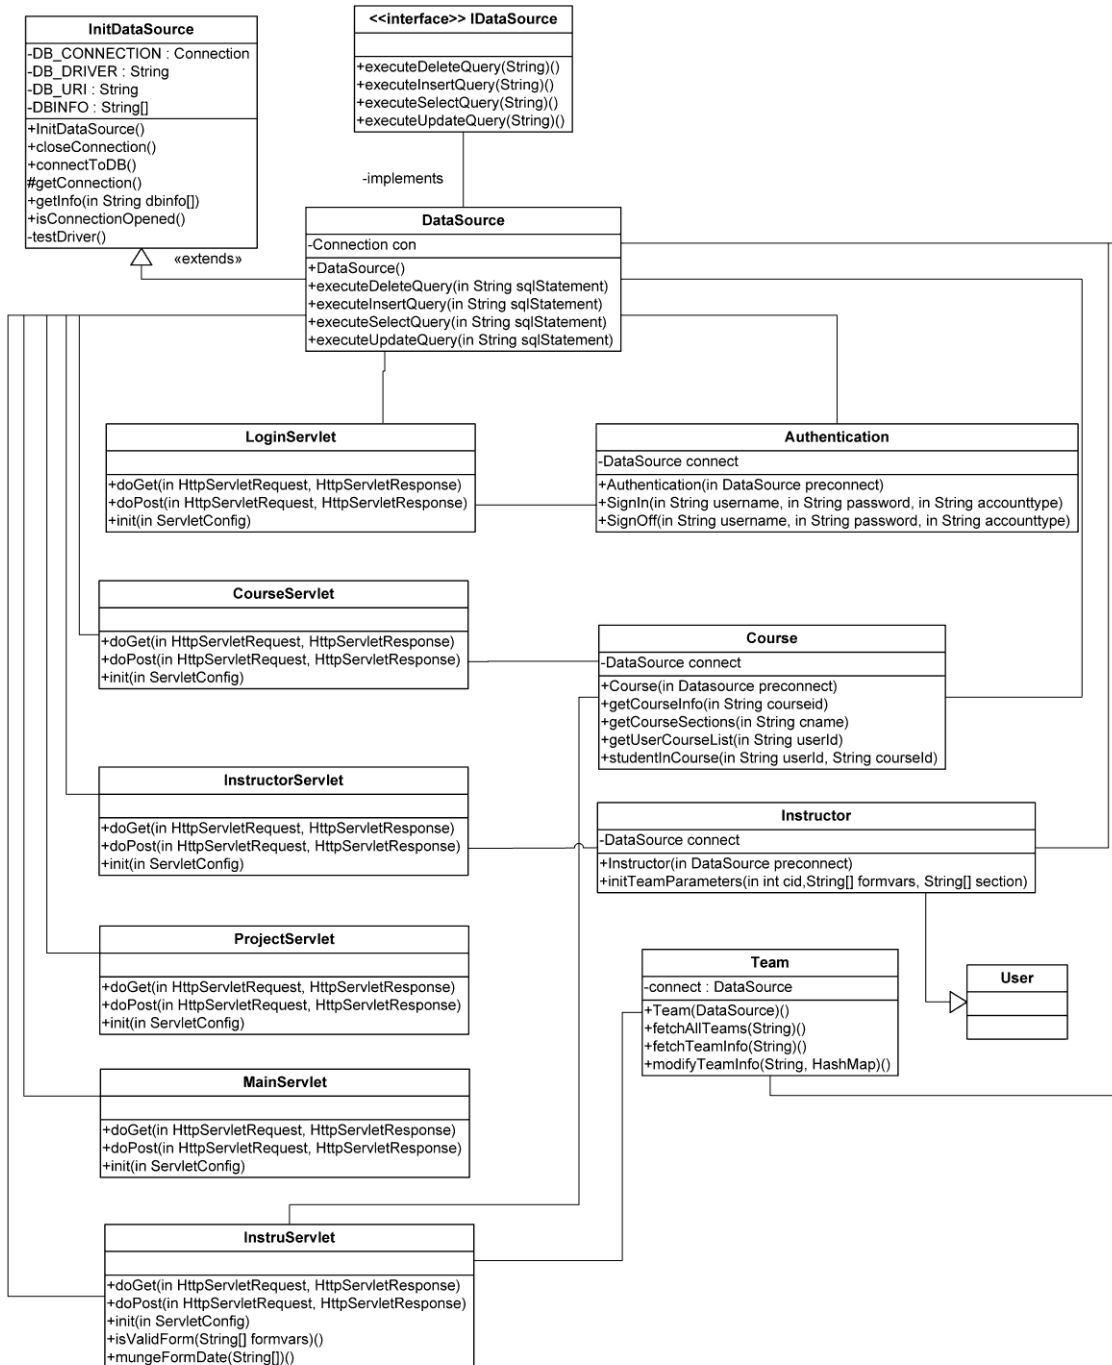 InitDataSource
-DB_CONNECTION : Connection
-DB_DRIVER : String
-DB_URI : String
-DBINFO : String[]
+InitDataSource()
+closeConnection()
+connectToDB()
#getConnection()
+getInfo(in String dbinfo[])
+isConnectionOpened()
-testDriver()
<<interface>> IDataSource
+executeDeleteQuery(String)()
+executeInsertQuery(String)()
+executeSelectQuery(String)()
+executeUpdateQuery(String)()
-implements
«extends»
DataSource
-Connection con
+DataSource()
+executeDeleteQuery(in String sqlStatement)
+executeInsertQuery(in String sqlStatement)
+executeSelectQuery(in String sqlStatement)
+executeUpdateQuery(in String sqlStatement)
LoginServlet
+doGet(in HttpServletRequest, HttpServletResponse)
+doPost(in HttpServletRequest, HttpServletResponse)
+init(in ServletConfig)
Authentication
-DataSource connect
+Authentication(in DataSource preconnect)
+SignIn(in String username, in String password, in String accounttype)
+SignOff(in String username, in String password, in String accounttype)
CourseServlet
+doGet(in HttpServletRequest, HttpServletResponse)
+doPost(in HttpServletRequest, HttpServletResponse)
+init(in ServletConfig)
Course
-DataSource connect
+Course(in Datasource preconnect)
+getCourseInfo(in String courseid)
+getCourseSections(in String cname)
+getUserCourseList(in String userId)
+studentInCourse(in String userId, String courseId)
InstructorServlet
+doGet(in HttpServletRequest, HttpServletResponse)
+doPost(in HttpServletRequest, HttpServletResponse)
+init(in ServletConfig)
Instructor
-DataSource connect
+Instructor(in DataSource preconnect)
+initTeamParameters(in int cid,String[] formvars, String[] section)
ProjectServlet
+doGet(in HttpServletRequest, HttpServletResponse)
+doPost(in HttpServletRequest, HttpServletResponse)
+init(in ServletConfig)
Team
-connect : DataSource
+Team(DataSource)()
+fetchAllTeams(String)()
+fetchTeamInfo(String)()
+modifyTeamInfo(String, HashMap)()
User
MainServlet
+doGet(in HttpServletRequest, HttpServletResponse)
+doPost(in HttpServletRequest, HttpServletResponse)
+init(in ServletConfig)
InstruServlet
+doGet(in HttpServletRequest, HttpServletResponse)
+doPost(in HttpServletRequest, HttpServletResponse)
+init(in ServletConfig)
+isValidForm(String[] formvars)()
+mungeFormDate(String[])()